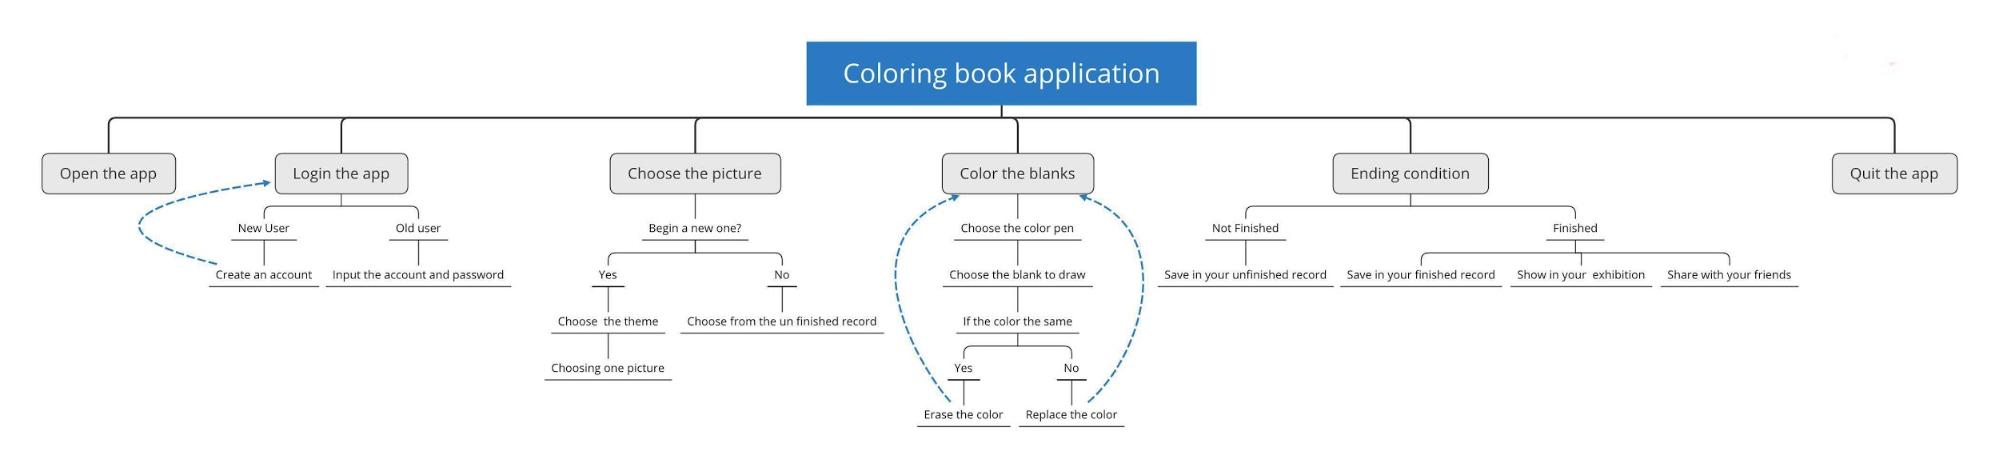 Coloring book application
Open the app
Login the app
Choose the picture
Color the blanks
Ending condition
Quit the app
New User
Old user
Begin a new one?
Choose the color pen
Not Finished
Finished
Create an account
Input the account and password
Yes
No
Choose the blank to draw
Save in your unfinished record
Save in your finished record
Show in your exhibition
Share with your friends
Choose the theme
Choose from the un finished record
If the color the same
Choosing one picture
Yes
No
Erase the color
Replace the color